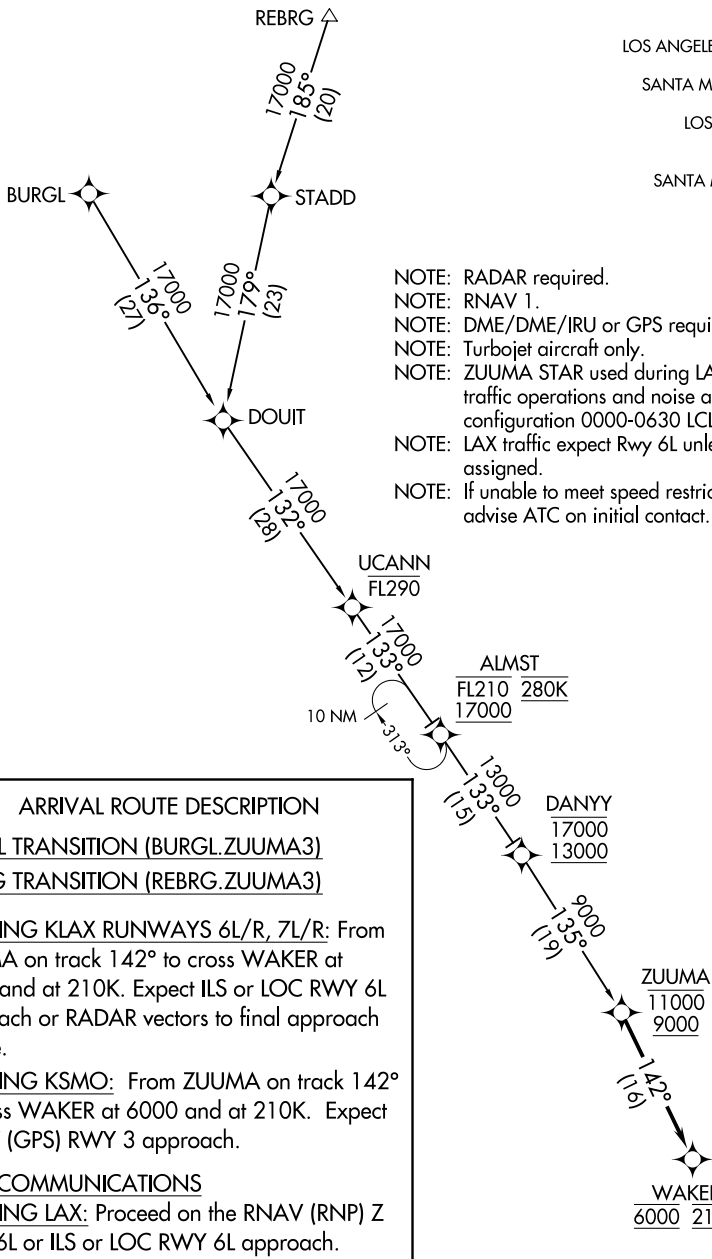 REBRG
17000
185°
(20)
LOS ANGELE
SANTA M
LOS
SANTA
BURGL
STADD
17000
136°
(27)
17000
179°
(23)
NOTE: RADAR required.
NOTE: RNAV 1.
NOTE: DME/DME/IRU or GPS requi
NOTE: Turbojet aircraft only.
NOTE: ZUUMA STAR used during LA
traffic operations and noise a
configuration 0000-0630 LCL
NOTE: LAX traffic expect Rwy 6L unle
assigned.
NOTE: If unable to meet speed restric
advise ATC on initial contact.
DOUIT
17000
132°
(28)
UCANN
FL290
17000
133°
(12)
ALMST
FL210 280K
17000
10 NM
313°
13000
133°
(15)
DANYY
17000
13000
9000
135°
(19)
ZUUMA
11000
9000
142°
(16)
WAKE
6000 21
ARRIVAL ROUTE DESCRIPTION
L TRANSITION (BURGL.ZUUMA3)
G TRANSITION (REBRG.ZUUMA3)
ING KLAX RUNWAYS 6L/R, 7L/R: From
MA on track 142° to cross WAKER at
and at 210K. Expect ILS or LOC RWY 6L
ach or RADAR vectors to final approach
e.
ING KSMO: From ZUUMA on track 142°
ss WAKER at 6000 and at 210K. Expect
(GPS) RWY 3 approach.
COMMUNICATIONS
ING LAX: Proceed on the RNAV (RNP) Z
6L or ILS or LOC RWY 6L approach.